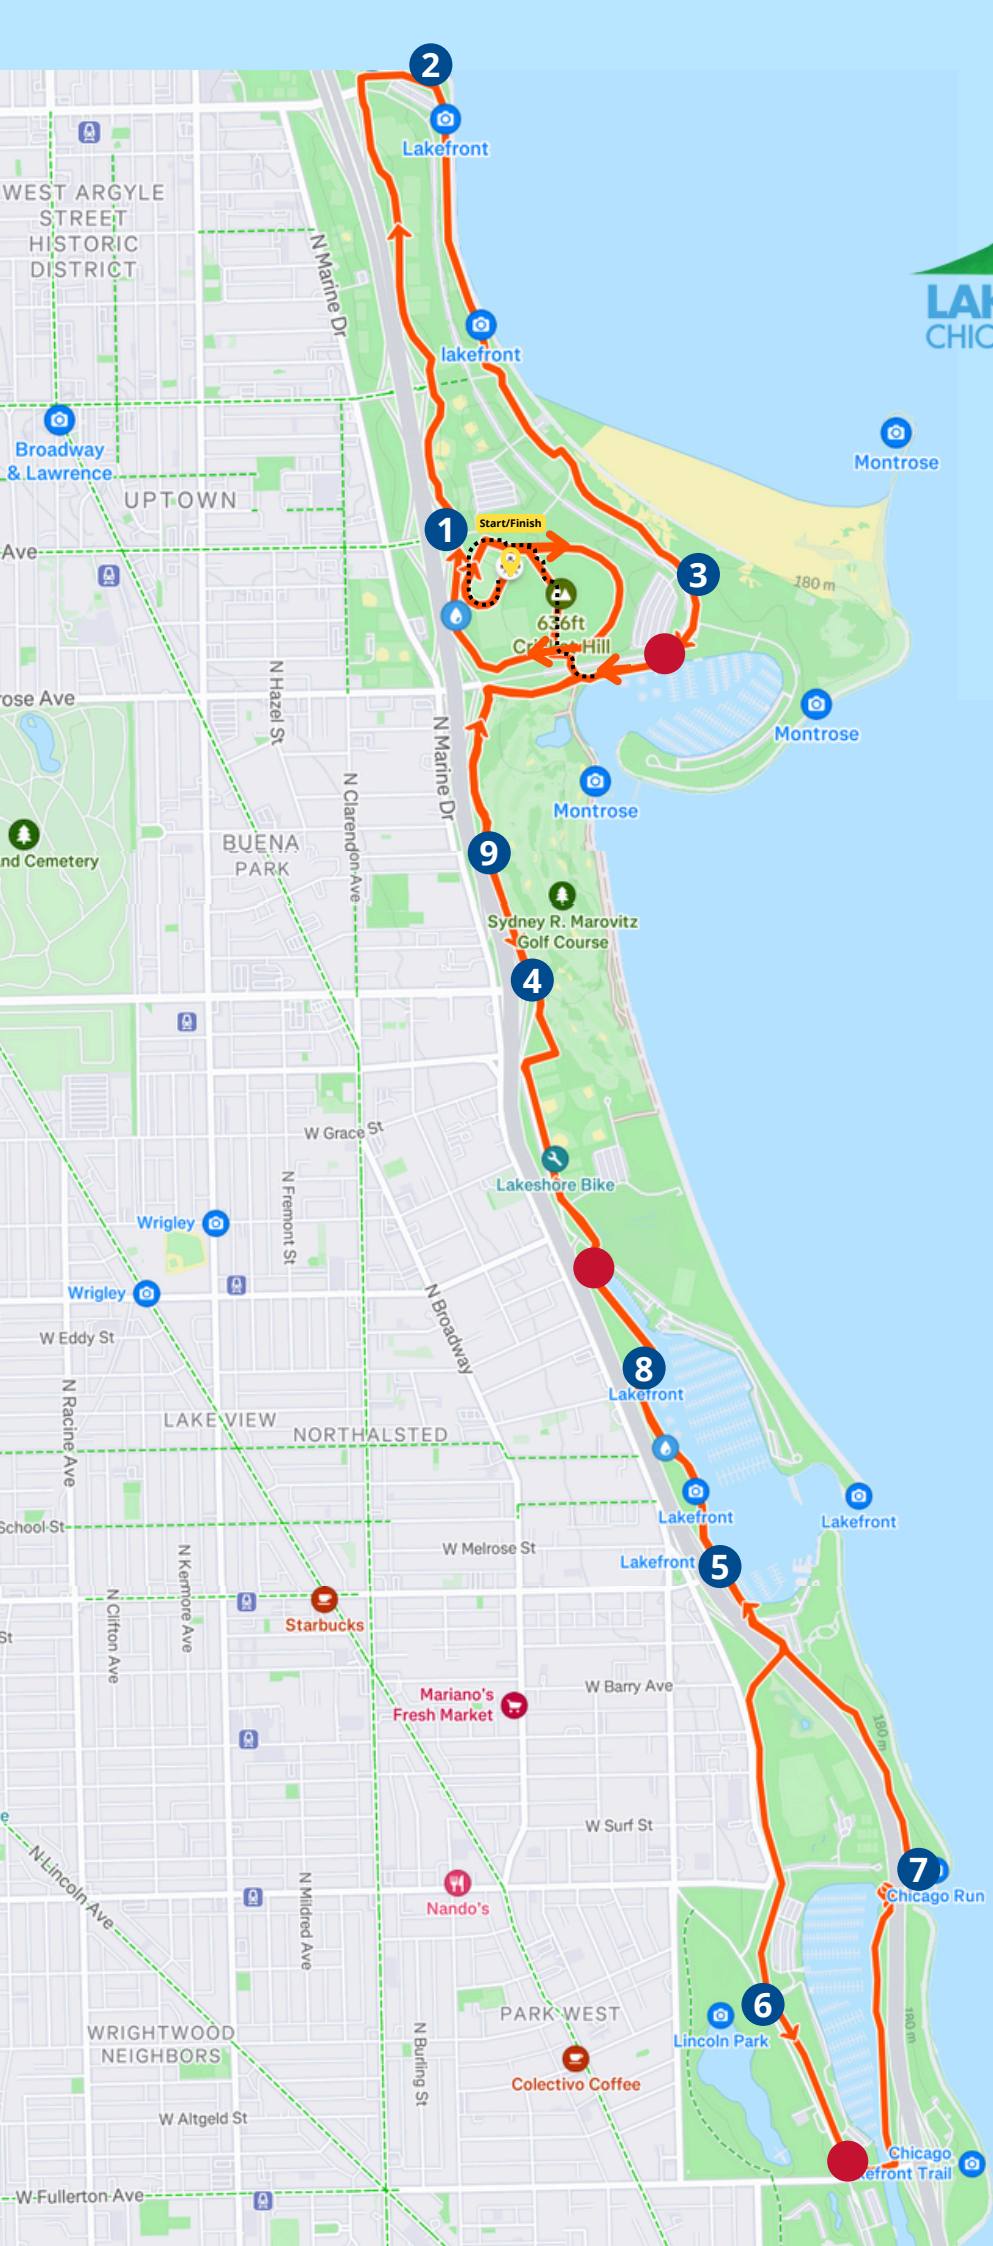 2
Lakefront
WEST ARGYLE
STREET
HISTORIC
DISTRICT
N Marine Dr
LAK
CHIC
lakefront
Broadway
& Lawrence
Montrose
UPTOWN
1
Start/Finish
Ave
3
180 m
636ft
Hill
rose Ave
N Hazel St
N Marine Dr
Montrose
N Clarendon Ave
Montrose
BUENA
PARK
9
nd Cemetery
Sydney R. Marovitz
Golf Course
4
W Grace St
Lakeshore Bike
N Fremont St
Wrigley
Wrigley
N Broadway
W Eddy St
8
Lakefront
N Racine Ave
LAKE VIEW
NORTHALSTED
Lakefront
Lakefront
School St
W Melrose St
Lakefront
5
N Kenmore Ave
N Clifton Ave
Starbucks
St
W Barry Ave
Mariano's
Fresh Market
180 m
e
W Surf St
N Lincoln Ave
7
N Mildred Ave
Chicago Run
Nando's
6
PARK WEST
180 m
WRIGHTWOOD
NEIGHBORS
Lincoln Park
N Burling St
Colectivo Coffee
W Altgeld St
Chicago
efront Trail
W Fullerton Ave